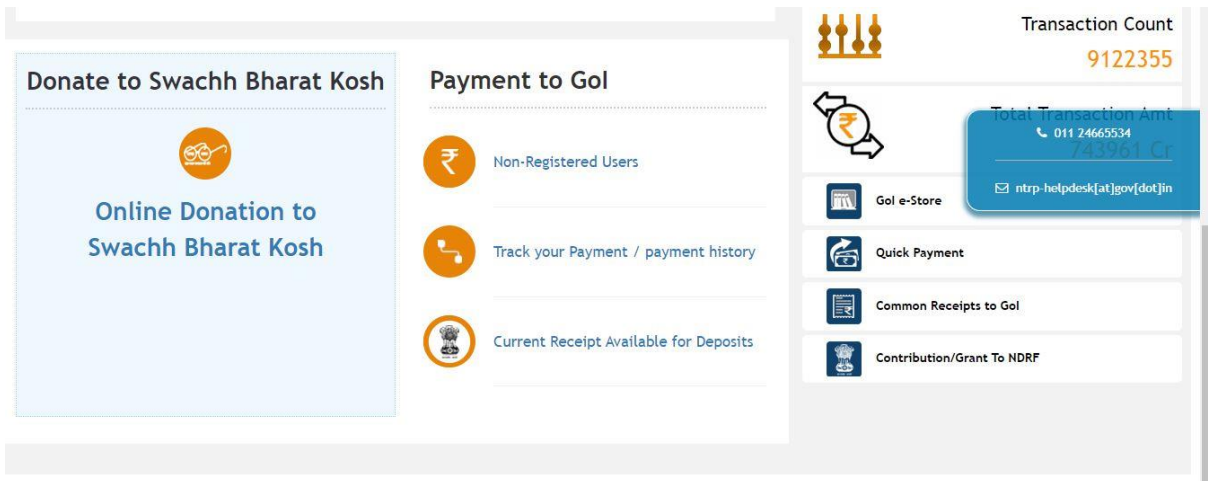 Donate to Swachh Bharat Kosh
Online Donation to
Swachh Bharat Kosh
Payment to GoI
Non-Registered Users
Track your Payment / payment history
Current Receipt Available for Deposits
Transaction Count
9122355
Total Transaction Amt
743961 Cr
011 24665534
ntrp-helpdesk[at]gov[dot]in
GoI e-Store
Quick Payment
Common Receipts to GoI
Contribution/Grant To NDRF